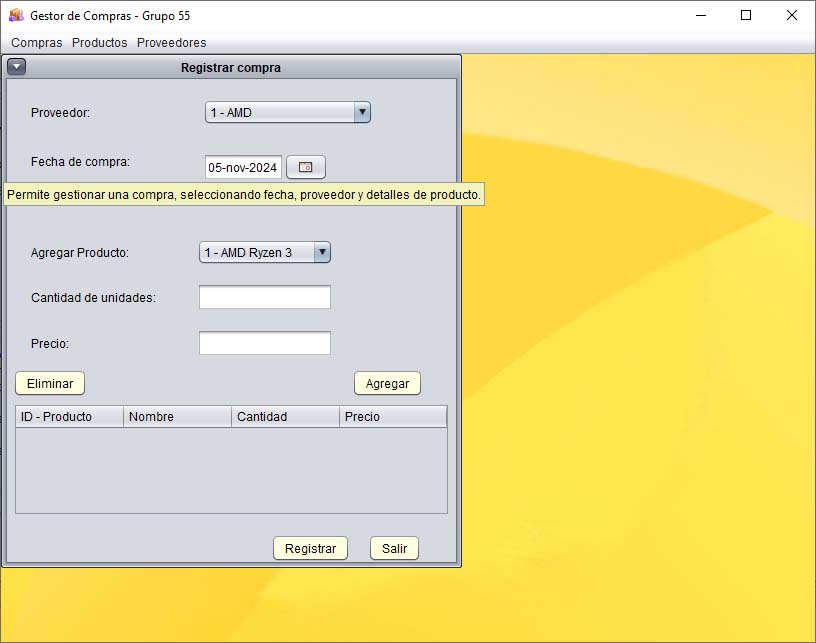 Gestor de Compras - Grupo 55
Compras Productos Proveedores
Registrar compra
Proveedor: 1 - AMD
Fecha de compra: 05-nov-2024
Permite gestionar una compra, seleccionando fecha, proveedor y detalles de producto.
Agregar Producto: 1 - AMD Ryzen 3
Cantidad de unidades:
Precio:
Eliminar Agregar
ID - Producto Nombre Cantidad Precio
Registrar Salir